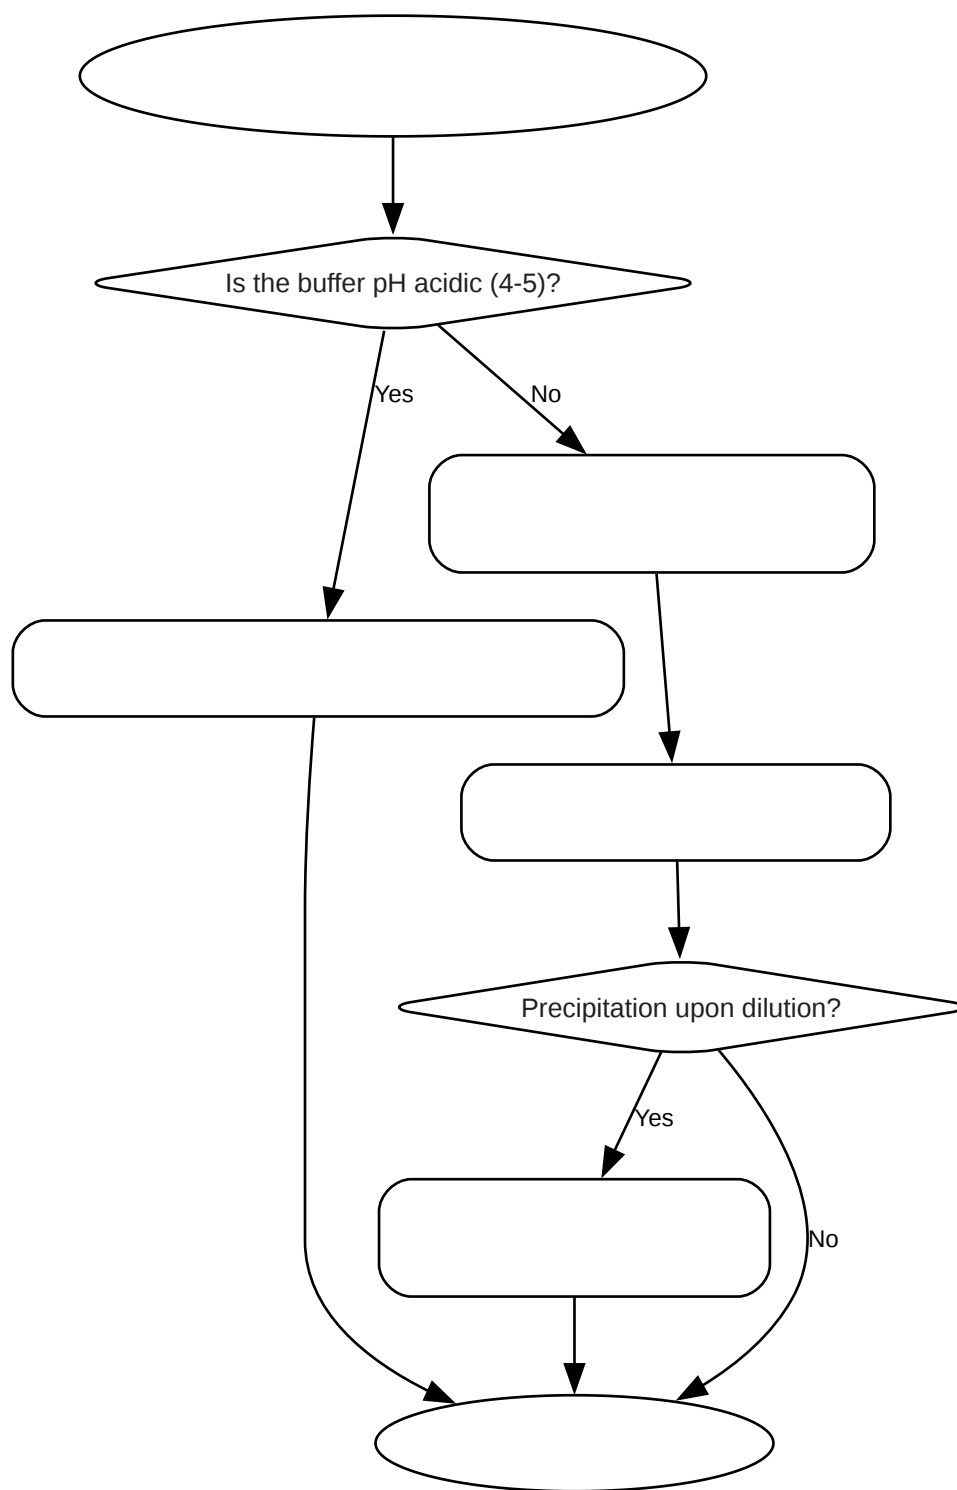 Is the buffer pH acidic (4-5)?
Yes
No
Precipitation upon dilution?
Yes
No